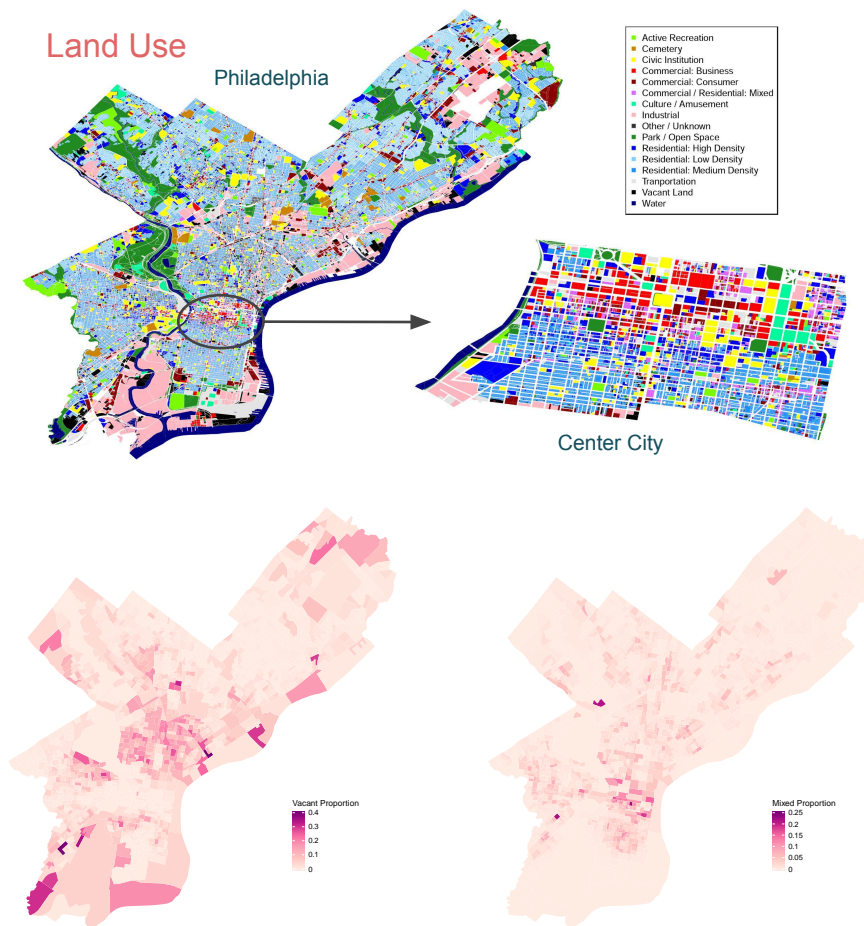 Land Use
Philadelphia
Active Recreation
Cemetery
Civic Institution
Commercial: Business
Commercial: Consumer
Commercial / Residential: Mixed
Culture / Amusement
Industrial
Other / Unknown
Park / Open Space
Residential: High Density
Residential: Low Density
Residential: Medium Density
Tranportation
Vacant Land
Water
Center City
Vacant Proportion
0.4
0.3
0.2
0.1
0
Mixed Proportion
0.25
0.2
0.15
0.1
0.05
0